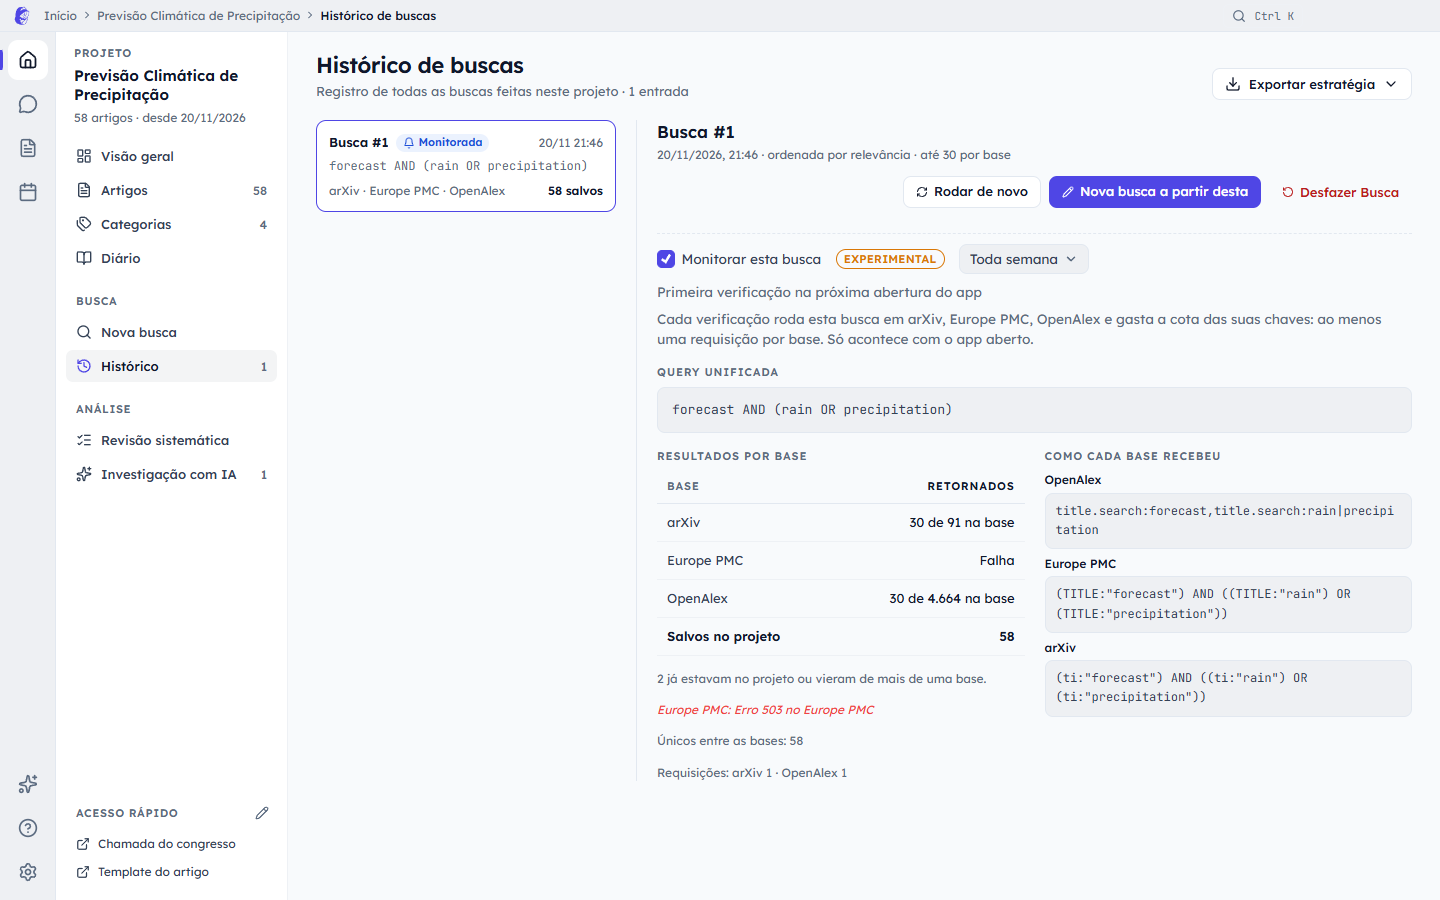 Início > Previsão Climática de Precipitação > Histórico de buscas
Ctrl K
PROJETO
Previsão Climática de
Precipitação
58 artigos · desde 20/11/2026
Visão geral
Artigos 58
Categorias 4
Diário
BUSCA
Nova busca
Histórico 1
ANÁLISE
Revisão sistemática
Investigação com IA 1
ACESSO RÁPIDO
Chamada do congresso
Template do artigo
Histórico de buscas
Registro de todas as buscas feitas neste projeto · 1 entrada
Exportar estratégia
Busca #1 Monitorada 20/11 21:46
forecast AND (rain OR precipitation)
arXiv · Europe PMC · OpenAlex 58 salvos
Busca #1
20/11/2026, 21:46 · ordenada por relevância · até 30 por base
Rodar de novo
Nova busca a partir desta
Desfazer Busca
Monitorar esta busca EXPERIMENTAL Toda semana
Primeira verificação na próxima abertura do app
Cada verificação roda esta busca em arXiv, Europe PMC, OpenAlex e gasta a cota das suas chaves: ao menos
uma requisição por base. Só acontece com o app aberto.
QUERY UNIFICADA
forecast AND (rain OR precipitation)
RESULTADOS POR BASE
BASE RETORNADOS
arXiv 30 de 91 na base
Europe PMC Falha
OpenAlex 30 de 4.664 na base
Salvos no projeto 58
2 já estavam no projeto ou vieram de mais de uma base.
Europe PMC: Erro 503 no Europe PMC
Únicos entre as bases: 58
Requisições: arXiv 1 · OpenAlex 1
COMO CADA BASE RECEBEU
OpenAlex
title.search:forecast,title.search:rain|precipi
tation
Europe PMC
(TITLE:"forecast") AND ((TITLE:"rain") OR
(TITLE:"precipitation"))
arXiv
(ti:"forecast") AND ((ti:"rain") OR
(ti:"precipitation"))